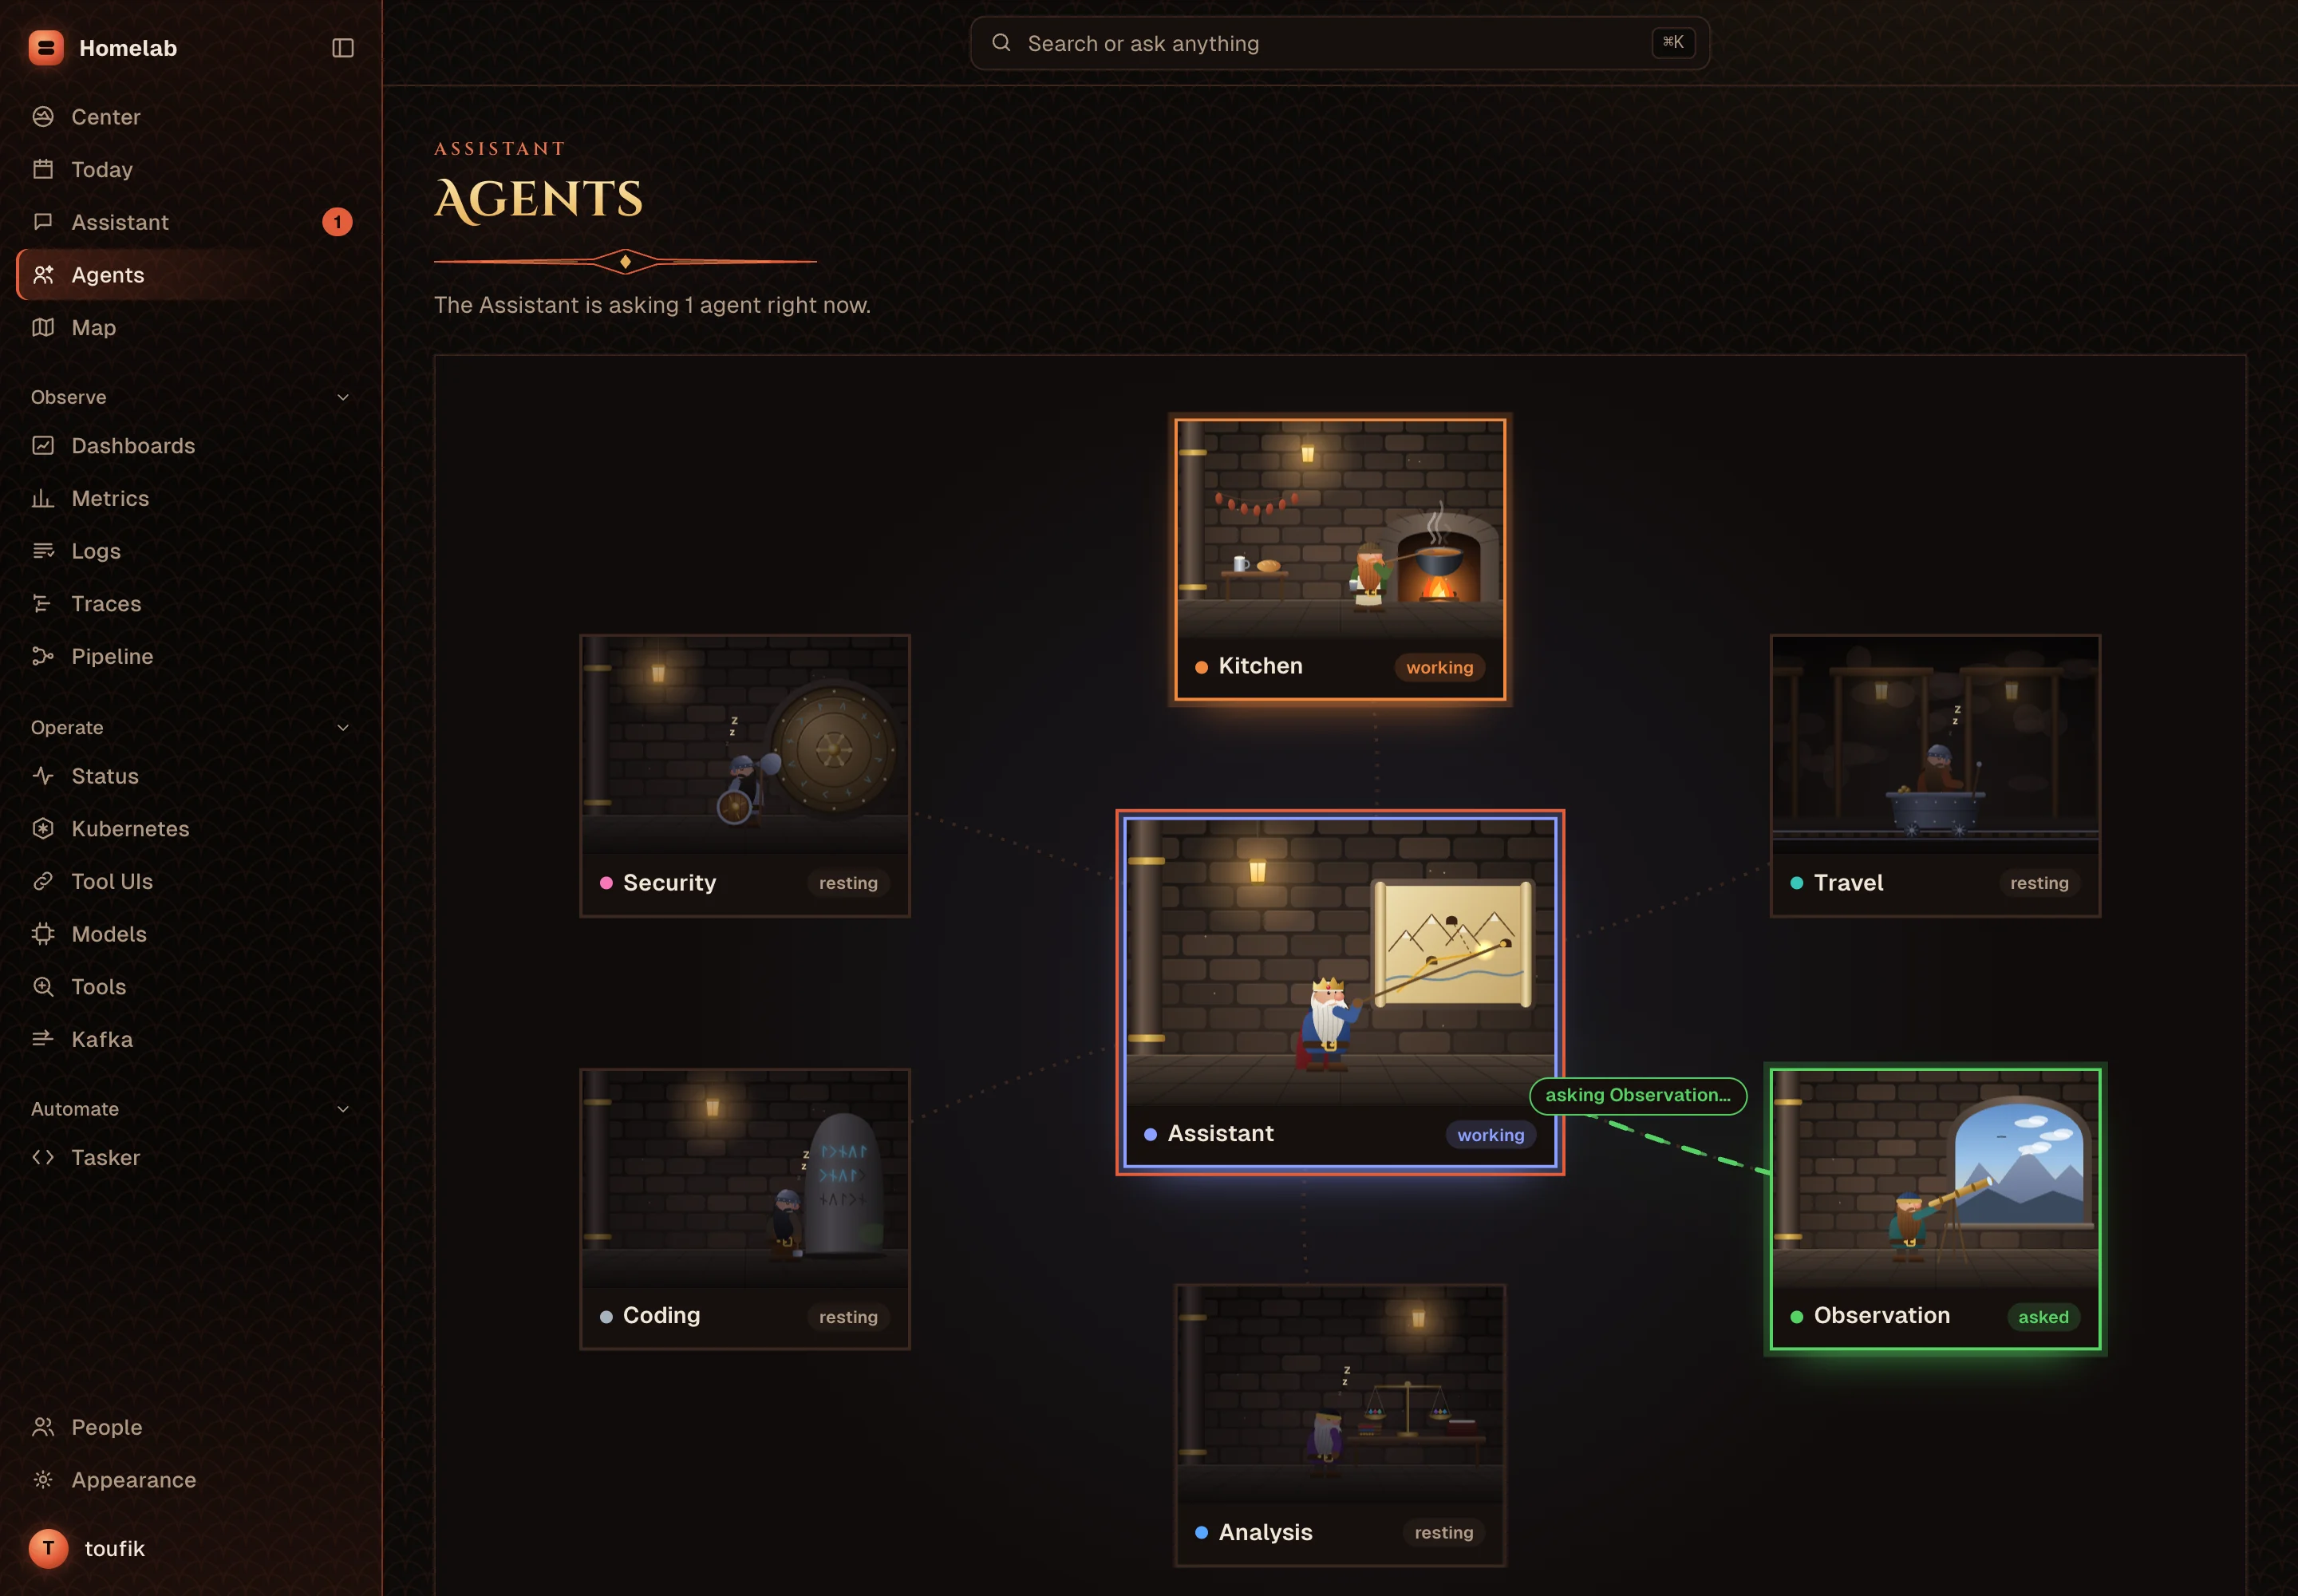 Homelab
Search or ask anything
⌘K
Center
Today
Assistant
1
Agents
Map
Observe
Dashboards
Metrics
Logs
Traces
Pipeline
Operate
Status
Kubernetes
Tool UIs
Models
Tools
Kafka
Automate
Tasker
People
Appearance
T
toufik
ASSISTANT
AGENTS
The Assistant is asking 1 agent right now.
Kitchen
working
z
z
Security
resting
z
z
Travel
resting
Assistant
working
asking Observation...
z
z
Coding
resting
Observation
asked
z
z
Analysis
resting